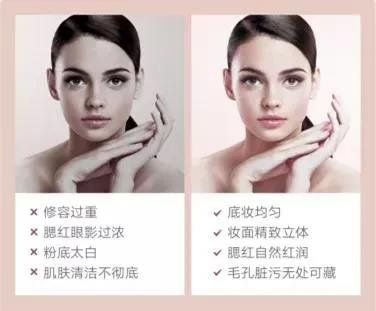 × 修容过重
× 腮红眼影过浓
× 粉底太白
× 肌肤清洁不彻底
✓ 底妆均匀
✓ 妆面精致立体
✓ 腮红自然红润
✓ 毛孔脏污无处可藏